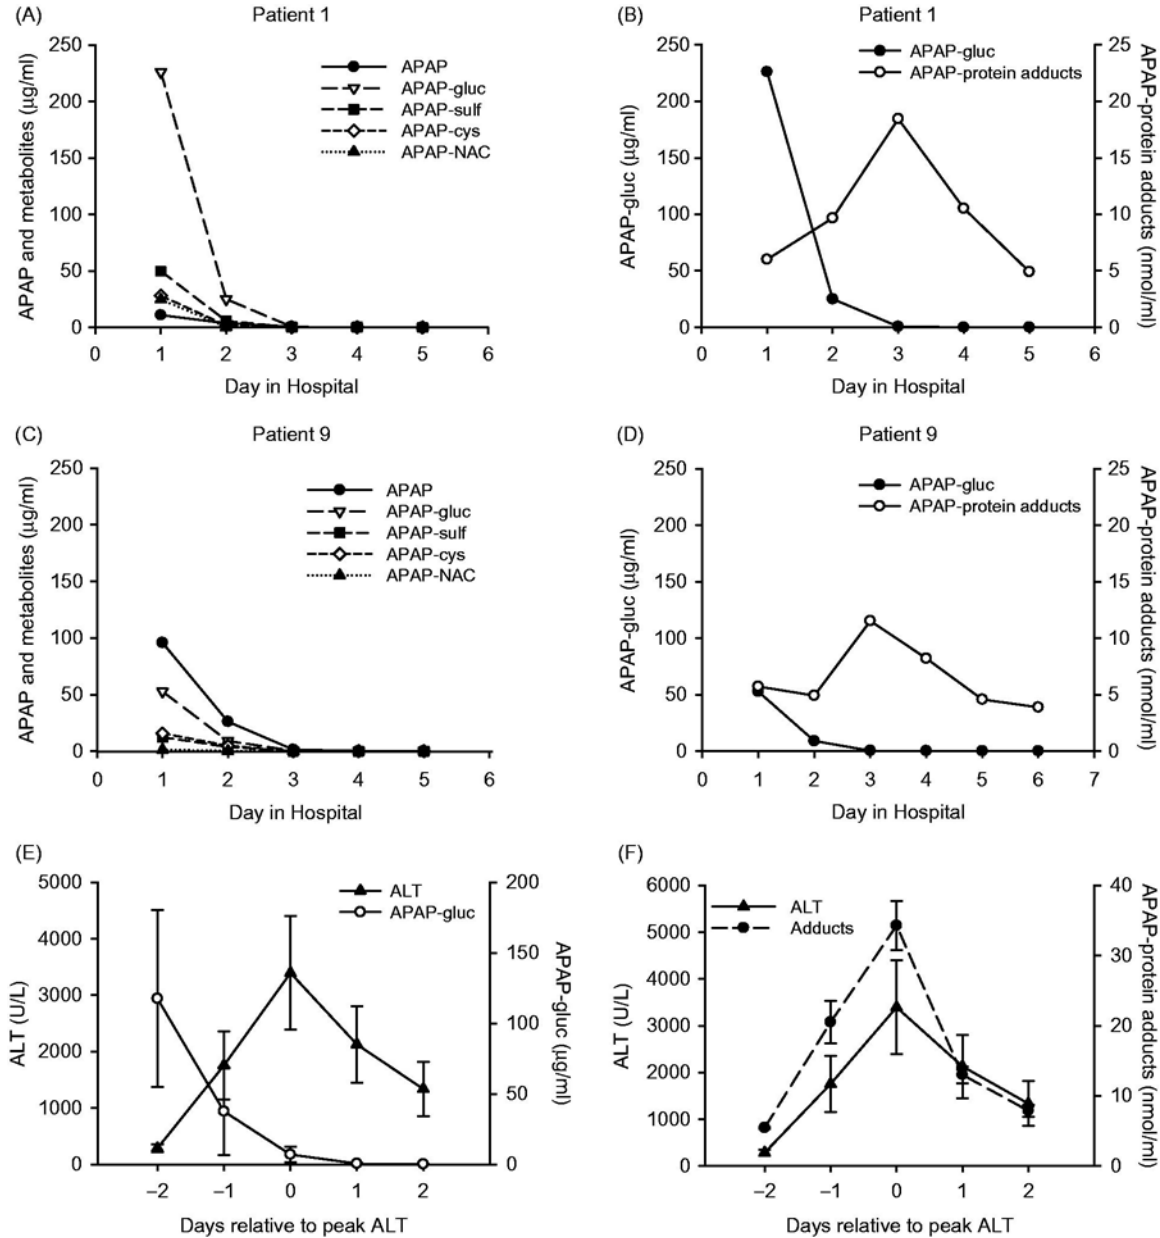 (A)
Patient 1
APAP and metabolites (µg/ml)
250
200
150
100
50
0
APAP
APAP-gluc
APAP-sulf
APAP-cys
APAP-NAC
0 1 2 3 4 5 6
Day in Hospital
(B)
Patient 1
APAP-gluc (µg/ml)
250
200
150
100
50
0
APAP-gluc
APAP-protein adducts
25
20
15
10
5
0
APAP-protein
adducts (nmol/ml)
0 1 2 3 4 5 6
Day in Hospital
(C)
Patient 9
APAP and metabolites (µg/ml)
250
200
150
100
50
0
APAP
APAP-gluc
APAP-sulf
APAP-cys
APAP-NAC
0 1 2 3 4 5 6
Day in Hospital
(D)
Patient 9
APAP-gluc (µg/ml)
250
200
150
100
50
0
APAP-gluc
APAP-protein adducts
25
20
15
10
5
0
APAP-protein
adducts (nmol/ml)
0 1 2 3 4 5 6 7
Day in Hospital
(E)
ALT (U/L)
5000
4000
3000
2000
1000
0
ALT
APAP-gluc
200
150
100
50
0
APAP-gluc (µg/ml)
–2 –1 0 1 2
Days relative to peak ALT
(F)
ALT (U/L)
6000
5000
4000
3000
2000
1000
0
ALT
Adducts
40
30
20
10
0
APAP-protein
adducts (nmol/ml)
–2 –1 0 1 2
Days relative to peak ALT